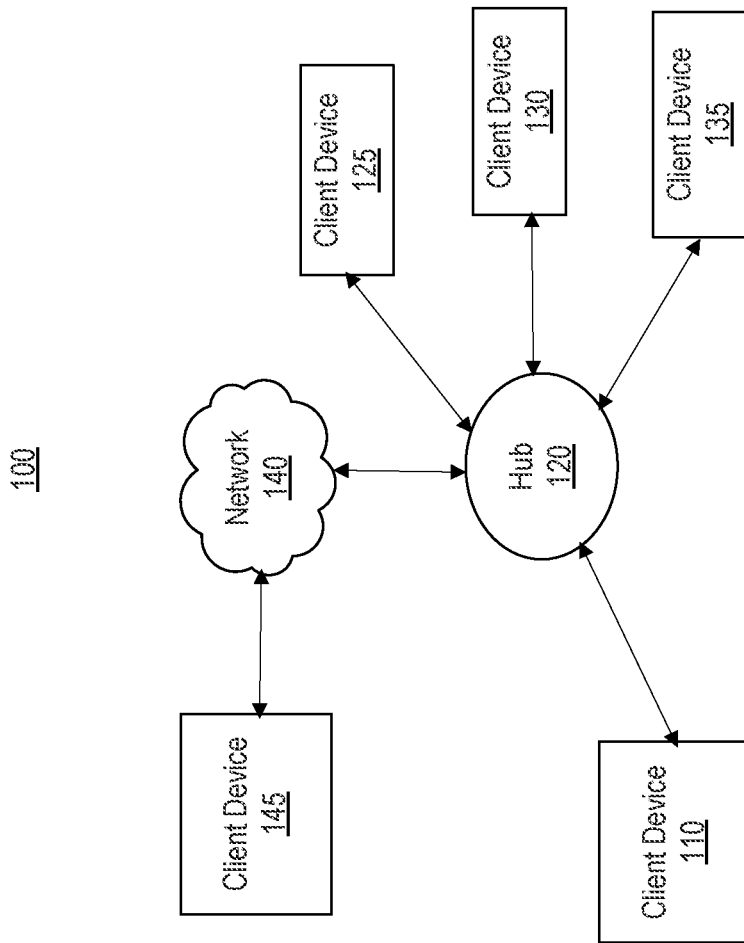 100
Client Device
145
Network
140
Client Device
125
Client Device
110
Hub
120
Client Device
130
Client Device
135